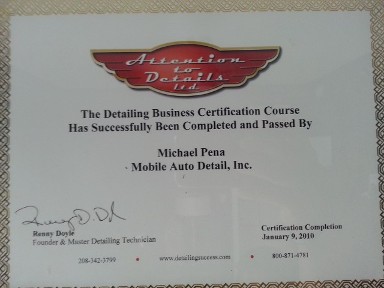 Attention
to
Details
ltd.
The Detailing Business Certification Course
Has Successfully Been Completed and Passed By
Michael Pena
Mobile Auto Detail, Inc.
Renny Doyle
Founder & Master Detailing Technician
Certification Completion
January 9, 2010
208-342-3799 • www.detailingsuccess.com • 800-871-4781